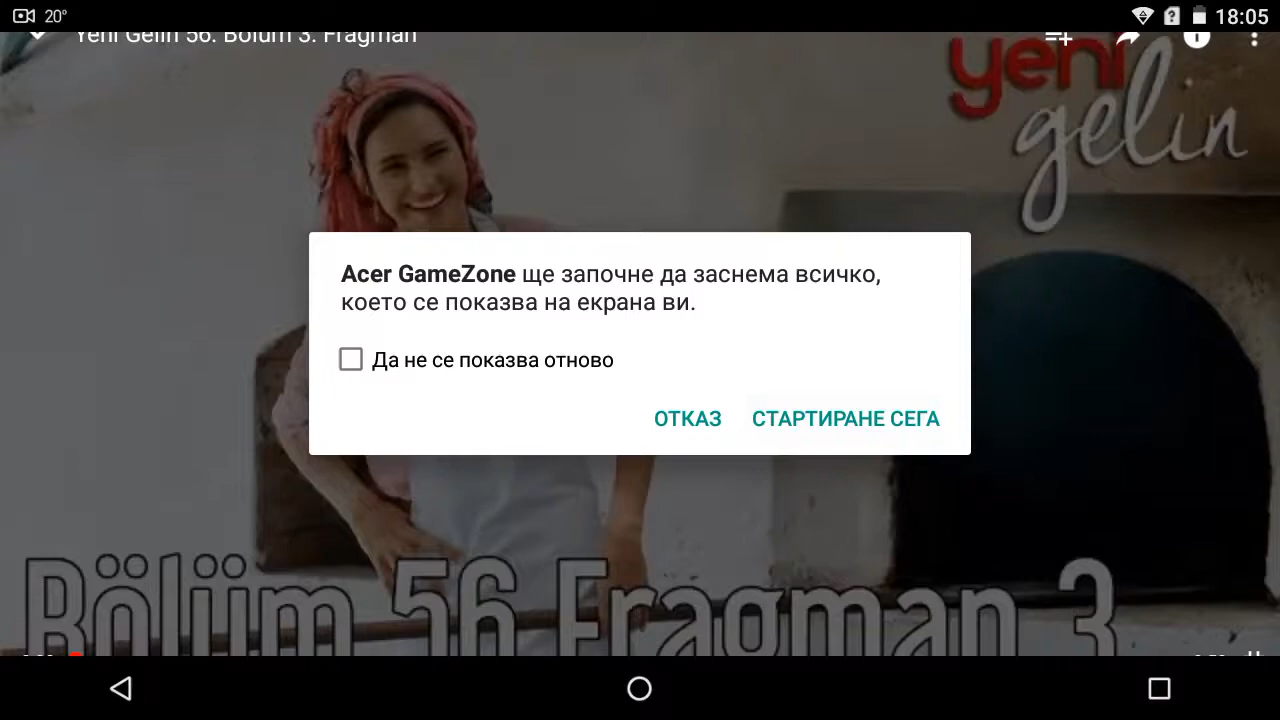 20°
18:05
Yeni Gelin 56. Bölüm 3. Fragman
yeni
gelin
Acer GameZone ще започне да заснема всичко,
което се показва на екрана ви.
Да не се показва отново
ОТКАЗ СТАРТИРАНЕ СЕГА
Bölüm 56 Fragman 3